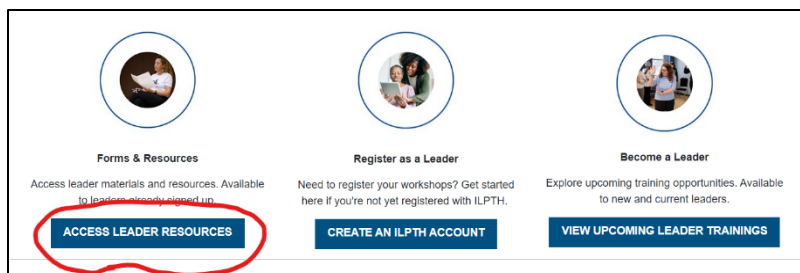 Forms & Resources
Access leader materials and resources. Available
to leaders already signed up.
ACCESS LEADER RESOURCES
Register as a Leader
Need to register your workshops? Get started
here if you're not yet registered with ILPTH.
CREATE AN ILPTH ACCOUNT
Become a Leader
Explore upcoming training opportunities. Available
to new and current leaders.
VIEW UPCOMING LEADER TRAININGS